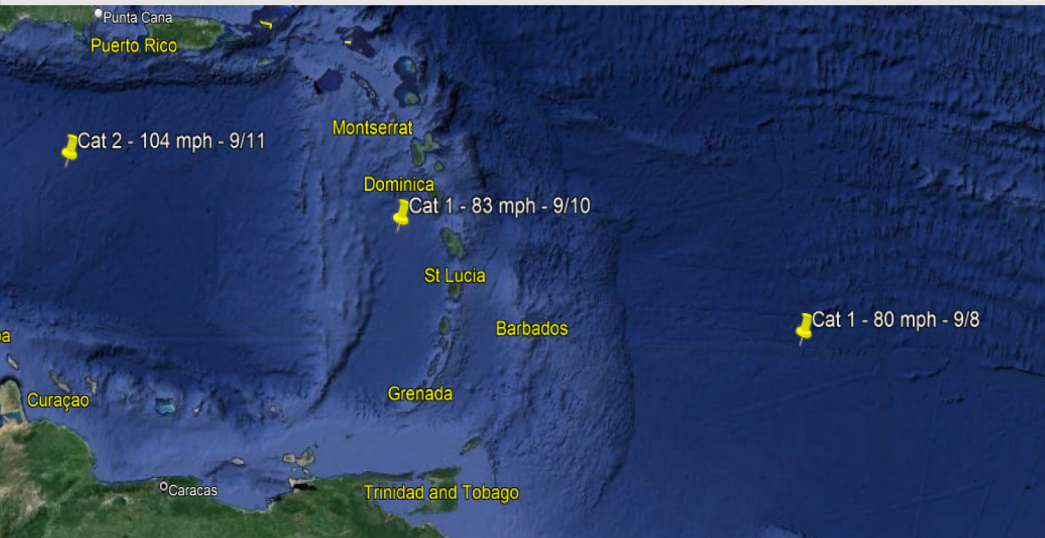 Punta Cana
Puerto Rico
Montserrat
Cat 2 - 104 mph - 9/11
Dominica
Cat 1 - 83 mph - 9/10
St Lucia
Cat 1 - 80 mph - 9/8
Barbados
ba
Grenada
Curaçao
Caracas
Trinidad and Tobago